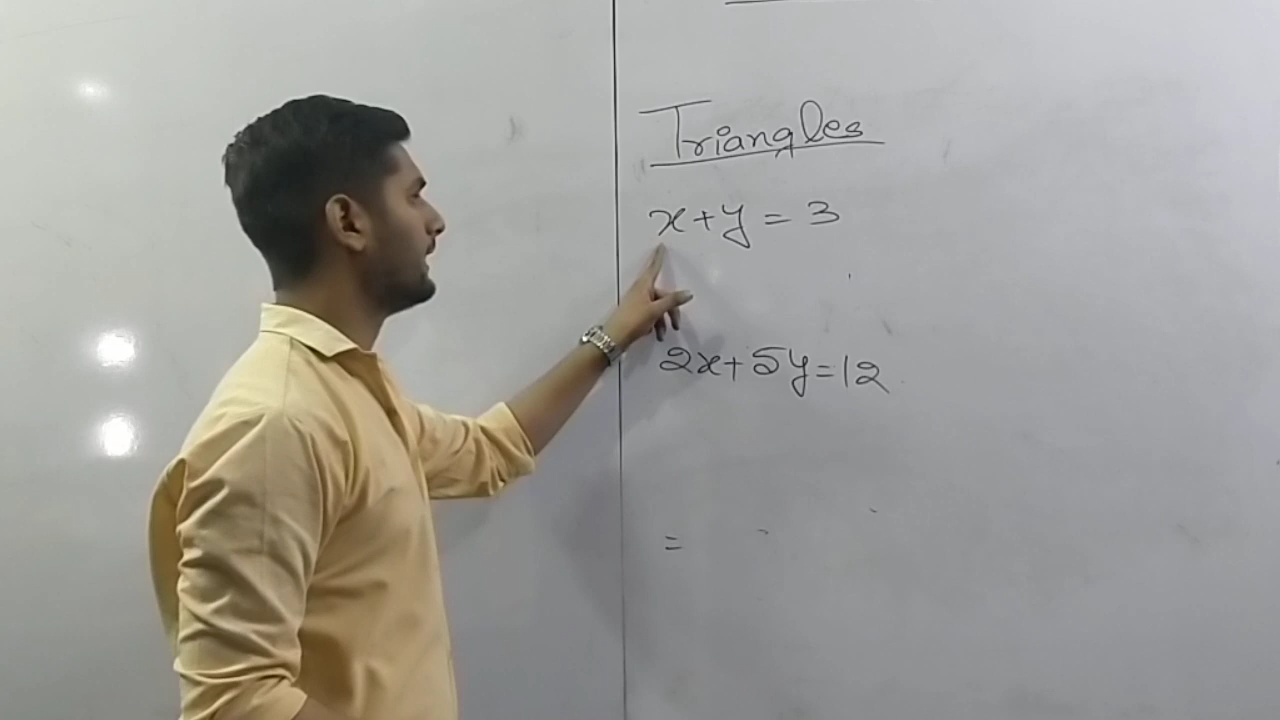 Triangles
x+y = 3
2x+5y=12
=